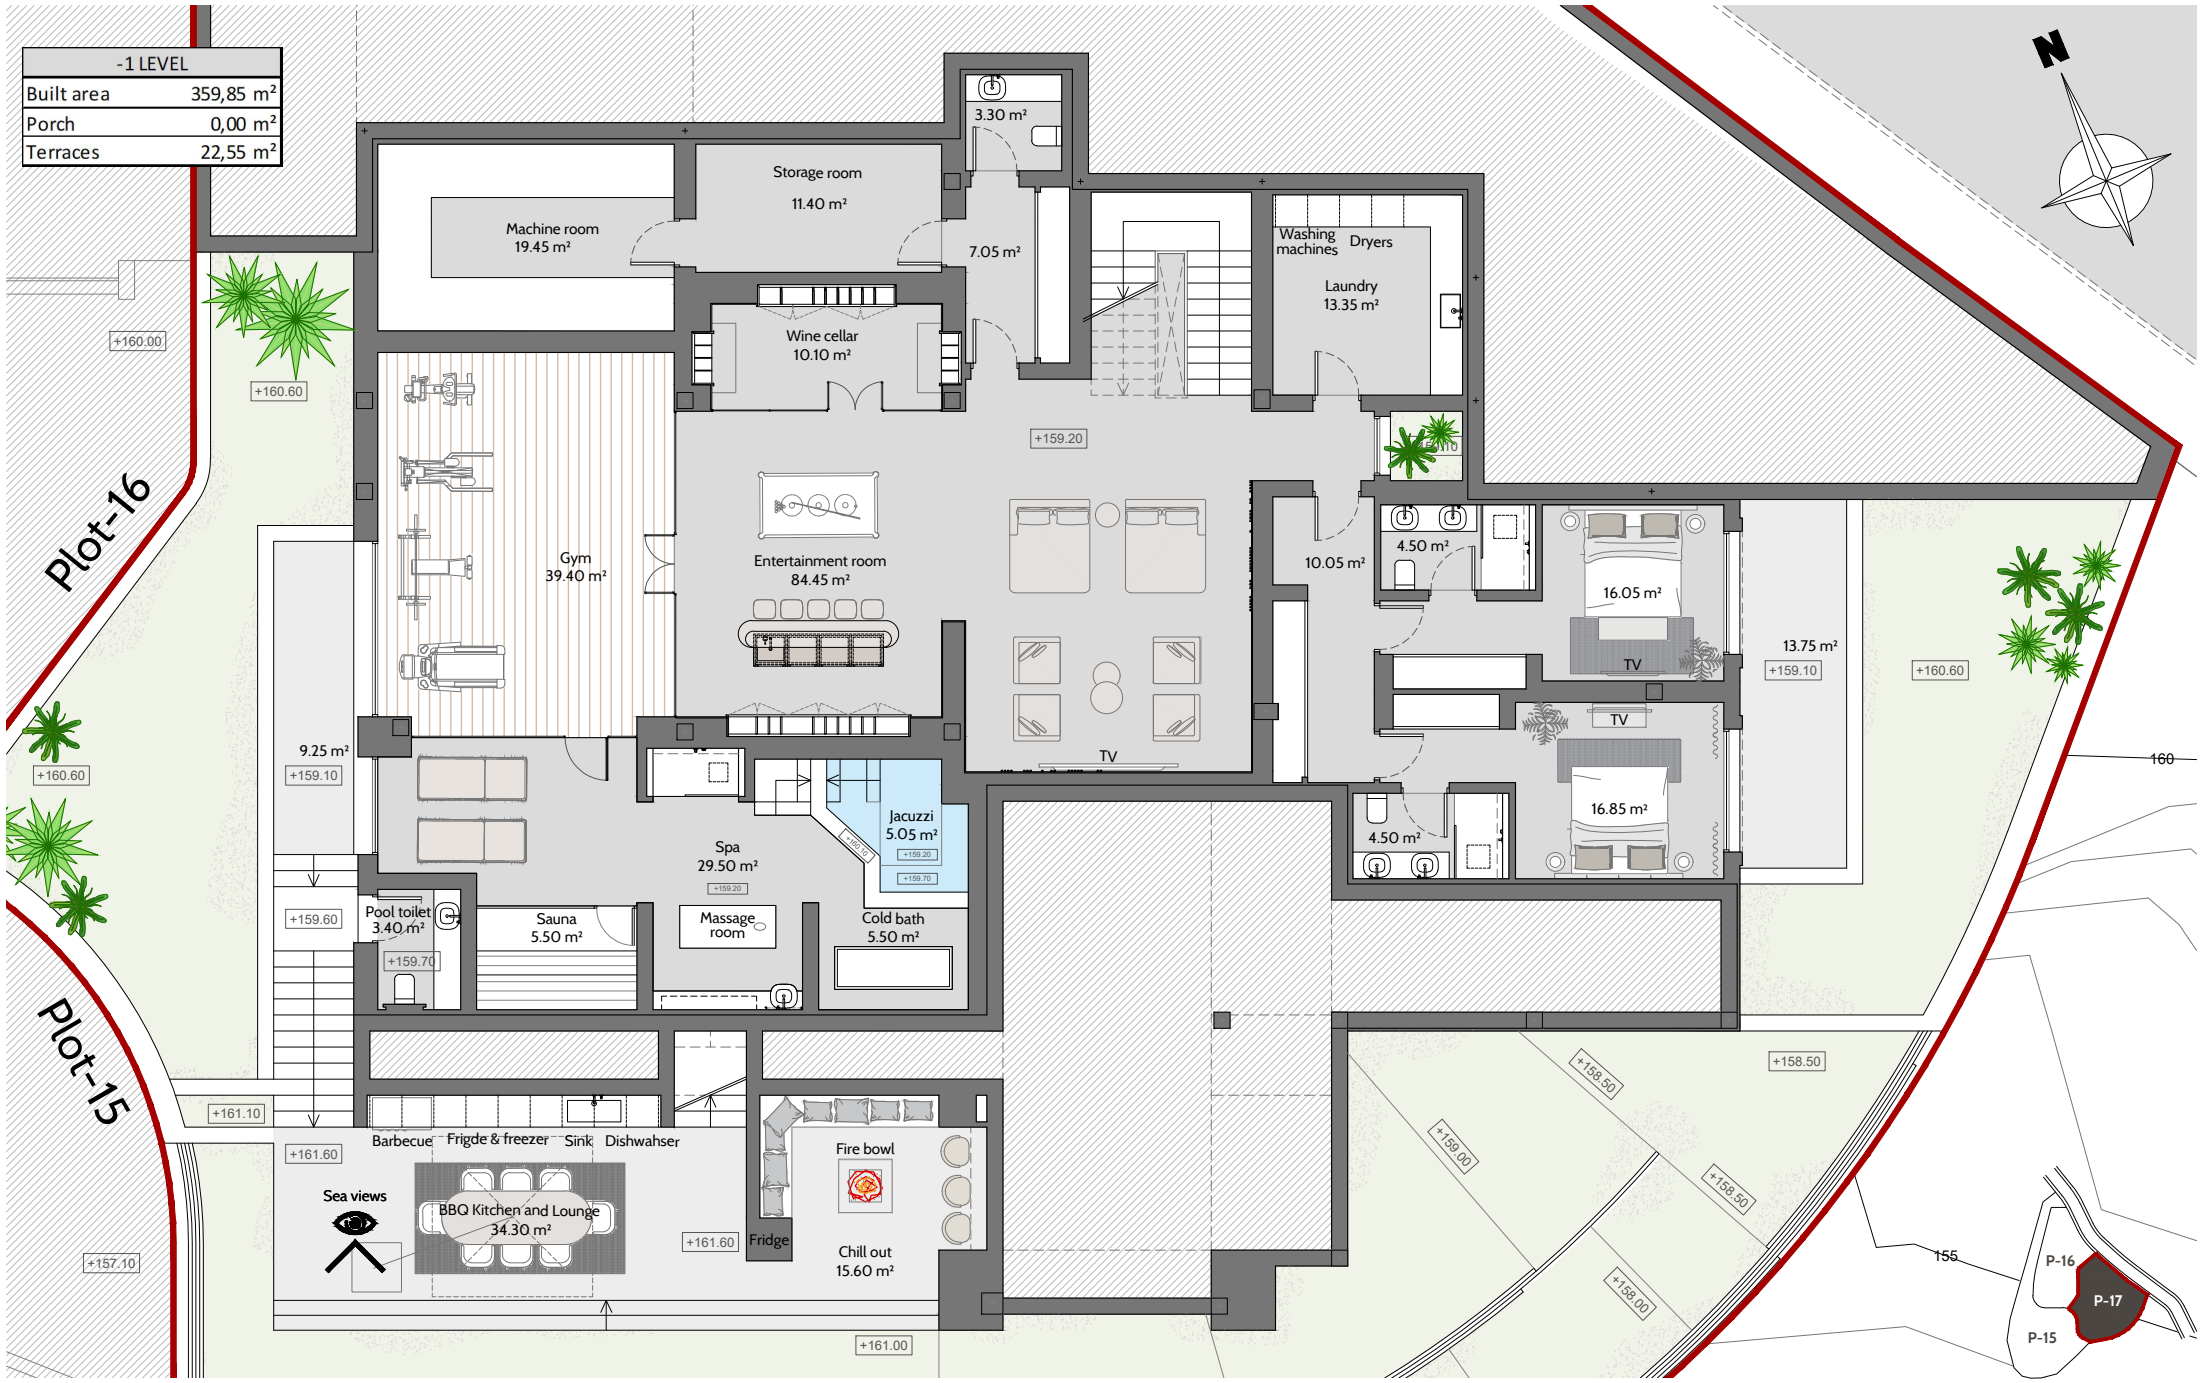 -1 LEVEL
Built area 359,85 m²
Porch 0,00 m²
Terraces 22,55 m²
N
3.30 m²
Storage room
11.40 m²
Machine room
19.45 m²
7.05 m²
Washing
machines
Dryers
Laundry
13.35 m²
Wine cellar
10.10 m²
+160.00
+160.60
+159.20
Plot-16
Gym
39.40 m²
Entertainment room
84.45 m²
10.05 m²
4.50 m²
16.05 m²
TV
13.75 m²
+159.10
+160.60
TV
9.25 m²
+159.10
+160.60
TV
160
16.85 m²
4.50 m²
Jacuzzi
5.05 m²
+159.20
+159.70
+160.10
Spa
29.50 m²
+159.20
Pool toilet
3.40 m²
+159.70
+159.60
Sauna
5.50 m²
Massage
room
Cold bath
5.50 m²
Plot-15
+161.10
+161.60
Barbecue
Frigde & freezer
Sink
Dishwahser
Sea views
BBQ Kitchen and Lounge
34.30 m²
+161.60
Fridge
Fire bowl
Chill out
15.60 m²
+157.10
+161.00
+158.50
+158.50
+159.00
+158.50
+158.00
155
P-16
P-17
P-15